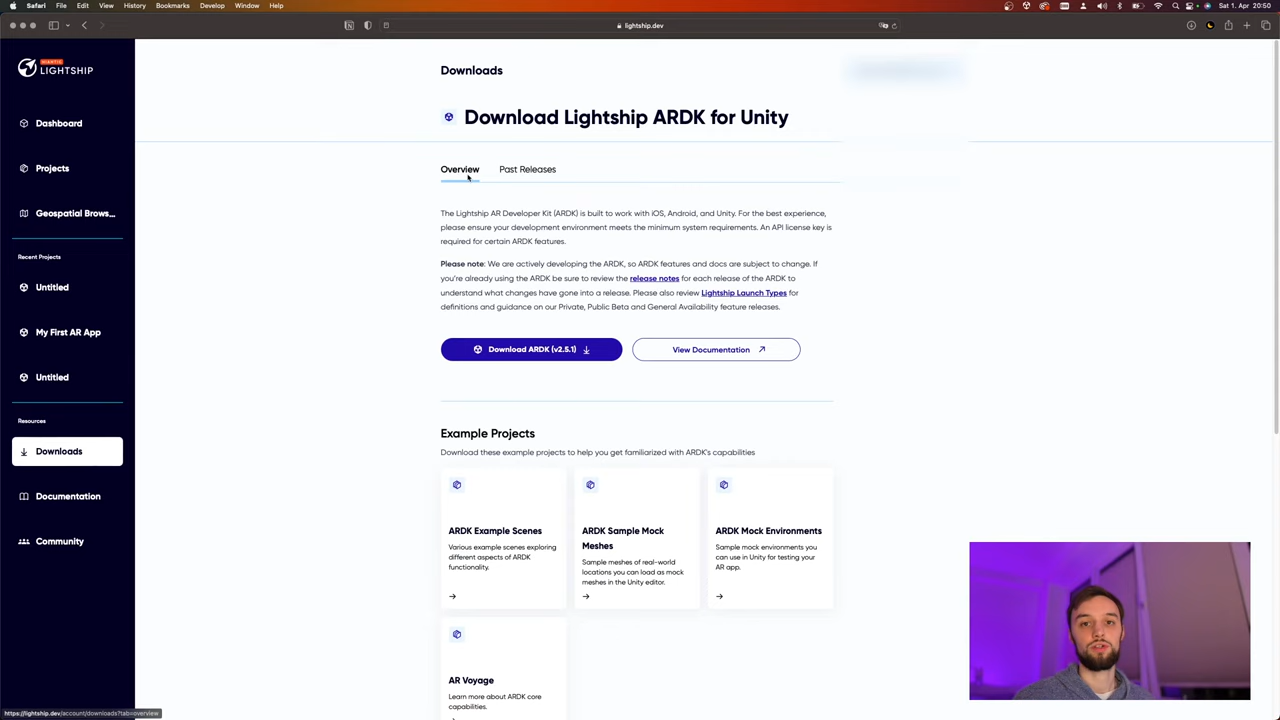 Safari File Edit View History Bookmarks Develop Window Help
Sat 1. Apr 20:50
lightship.dev
NIANTIC
LIGHTSHIP
Dashboard
Projects
Geospatial Brows...
Recent Projects
Untitled
My First AR App
Untitled
Resources
Downloads
Documentation
Community
Downloads
Download Lightship ARDK for Unity
Overview Past Releases
The Lightship AR Developer Kit (ARDK) is built to work with iOS, Android, and Unity. For the best experience,
please ensure your development environment meets the minimum system requirements. An API license key is
required for certain ARDK features.
Please note: We are actively developing the ARDK, so ARDK features and docs are subject to change. If
you're already using the ARDK be sure to review the release notes for each release of the ARDK to
understand what changes have gone into a release. Please also review Lightship Launch Types for
definitions and guidance on our Private, Public Beta and General Availability feature releases.
Download ARDK (v2.5.1) View Documentation
Example Projects
Download these example projects to help you get familiarized with ARDK's capabilities
ARDK Example Scenes
Various example scenes exploring
different aspects of ARDK
functionality.
ARDK Sample Mock
Meshes
Sample meshes of real-world
locations you can load as mock
meshes in the Unity editor.
ARDK Mock Environments
Sample mock environments you
can use in Unity for testing your
AR app.
AR Voyage
Learn more about ARDK core
capabilities.
https://lightship.dev/account/downloads?tab=overview